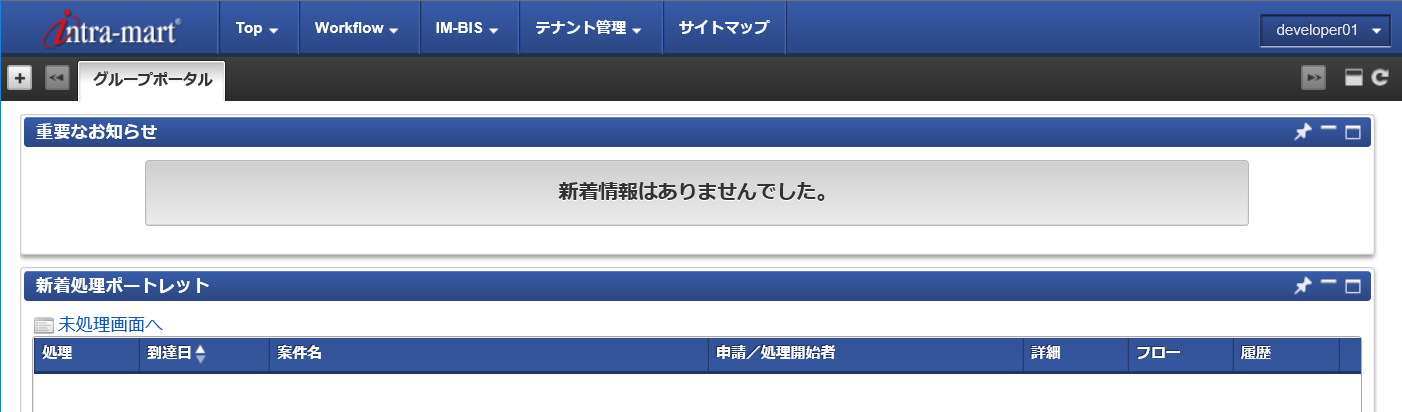 intra-mart® Top Workflow IM-BIS テナント管理 サイトマップ developer01
グループポータル
重要なお知らせ
新着情報はありませんでした。
新着処理ポートレット
未処理画面へ
処理 到達日 案件名 申請／処理開始者 詳細 フロー 履歴